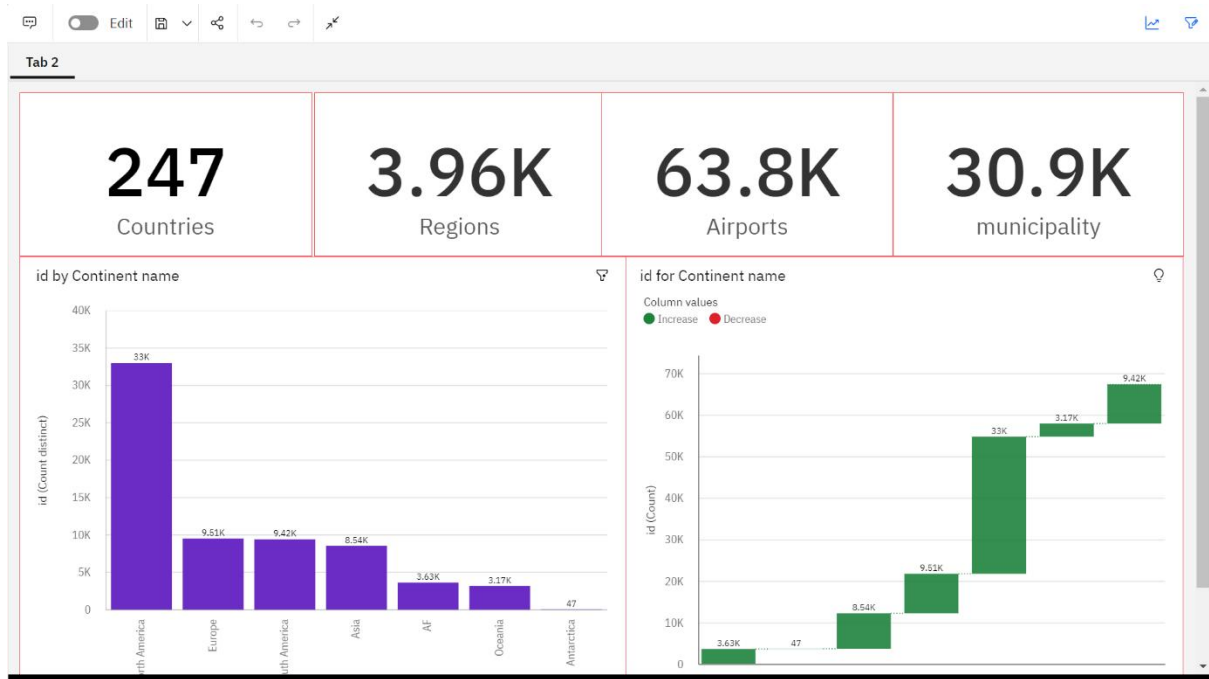 Edit
Tab 2
247
Countries
3.96K
Regions
63.8K
Airports
30.9K
municipality
id by Continent name
id (Count distinct)
40K
35K
30K
25K
20K
15K
10K
5K
0
33K
9.51K
9.42K
8.54K
3.63K
3.17K
47
rth America
Europe
uth America
Asia
AF
Oceania
Antarctica
id for Continent name
Column values
Increase
Decrease
id (Count)
70K
60K
50K
40K
30K
20K
10K
0
3.63K
47
8.54K
9.51K
33K
3.17K
9.42K